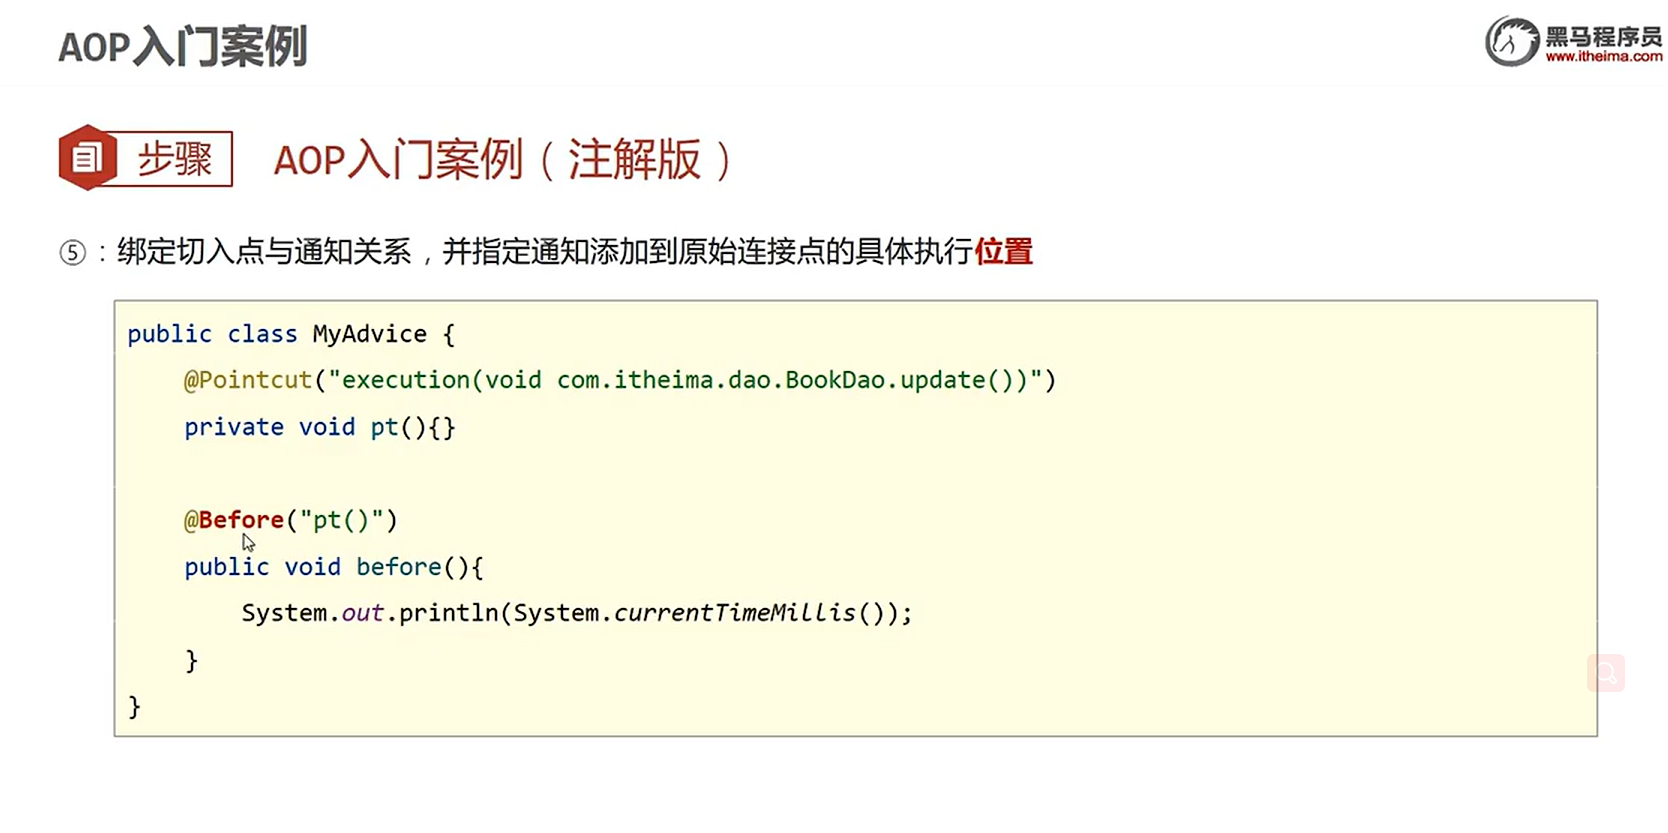 AOP入门案例
黑马程序员
www.itheima.com
步骤
AOP入门案例（注解版）
⑤：绑定切入点与通知关系，并指定通知添加到原始连接点的具体执行位置
public class MyAdvice {
    @Pointcut("execution(void com.itheima.dao.BookDao.update())")
    private void pt(){}
    @Before("pt()")
    public void before(){
        System.out.println(System.currentTimeMillis());
    }
}